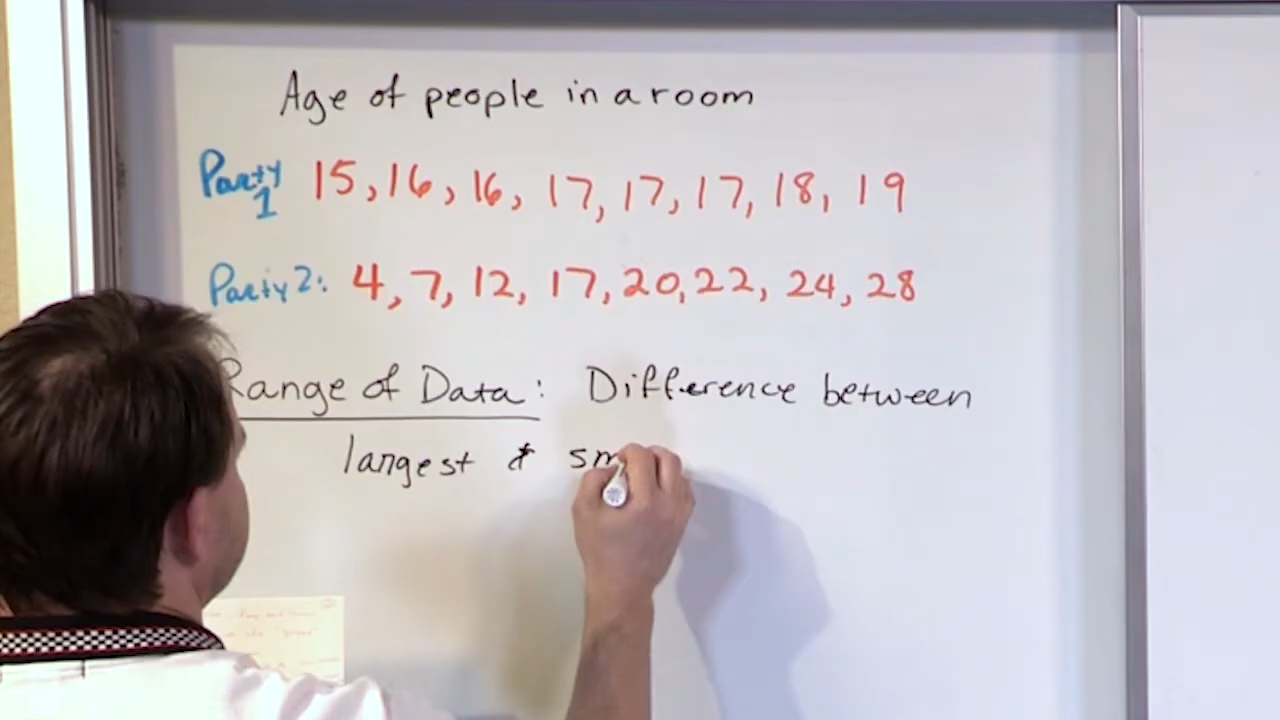 Age of people in a room
Party 1 15, 16, 16, 17, 17, 17, 18, 19
Party 2: 4, 7, 12, 17, 20, 22, 24, 28
Range of Data: Difference between
largest & sm